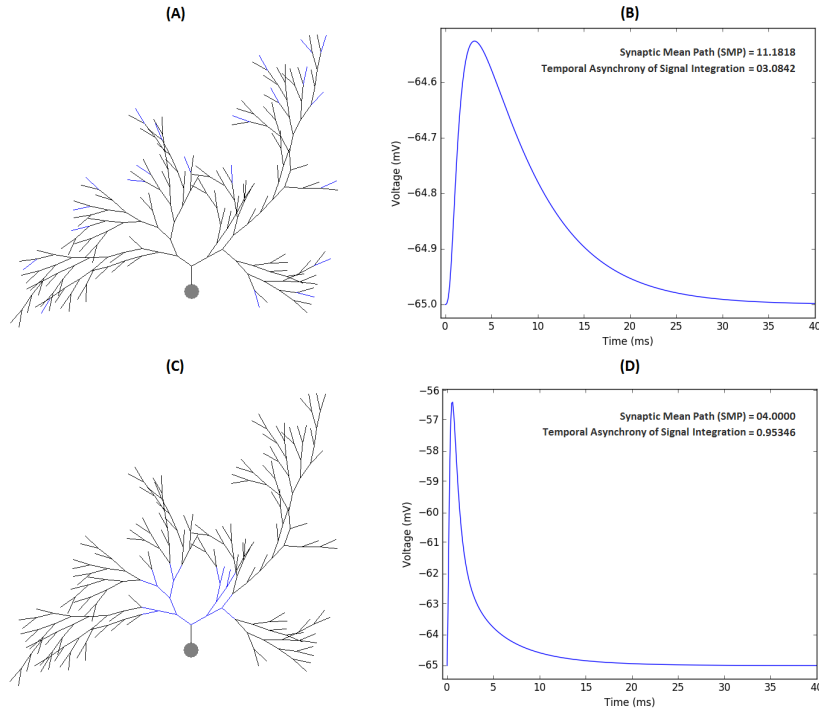 (A)
(B)
Synaptic Mean Path (SMP) = 11.1818
Temporal Asynchrony of Signal Integration = 03.0842
−64.6
−64.7
−64.8
−64.9
−65.0
Voltage (mV)
0 5 10 15 20 25 30 35 40
Time (ms)
(C)
(D)
Synaptic Mean Path (SMP) = 04.0000
Temporal Asynchrony of Signal Integration = 0.95346
−56
−57
−58
−59
−60
−61
−62
−63
−64
−65
Voltage (mV)
0 5 10 15 20 25 30 35 40
Time (ms)